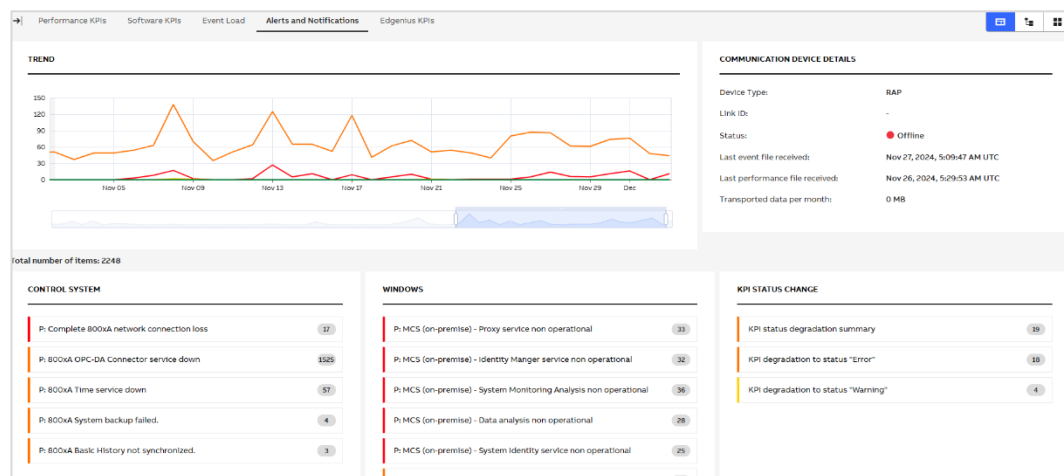 Performance KPIs Software KPIs Event Load Alerts and Notifications Edgenius KPIs
TREND
150
120
90
60
30
0
Nov 05 Nov 09 Nov 13 Nov 17 Nov 21 Nov 25 Nov 29 Dec
COMMUNICATION DEVICE DETAILS
Device Type: RAP
Link ID: -
Status: Offline
Last event file received: Nov 27, 2024, 5:09:47 AM UTC
Last performance file received: Nov 26, 2024, 5:29:53 AM UTC
Transported data per month: 0 MB
Total number of items: 2248
CONTROL SYSTEM
P: Complete 800xA network connection loss 17
P: 800xA OPC-DA Connector service down 1525
P: 800xA Time service down 57
P: 800xA System backup failed. 4
P: 800xA Basic History not synchronized. 3
WINDOWS
P: MCS (on-premise) - Proxy service non operational 33
P: MCS (on-premise) - Identity Manger service non operational 32
P: MCS (on-premise) - System Monitoring Analysis non operational 36
P: MCS (on-premise) - Data analysis non operational 28
P: MCS (on-premise) - System Identity service non operational 25
KPI STATUS CHANGE
KPI status degradation summary 19
KPI degradation to status "Error" 18
KPI degradation to status "Warning" 4